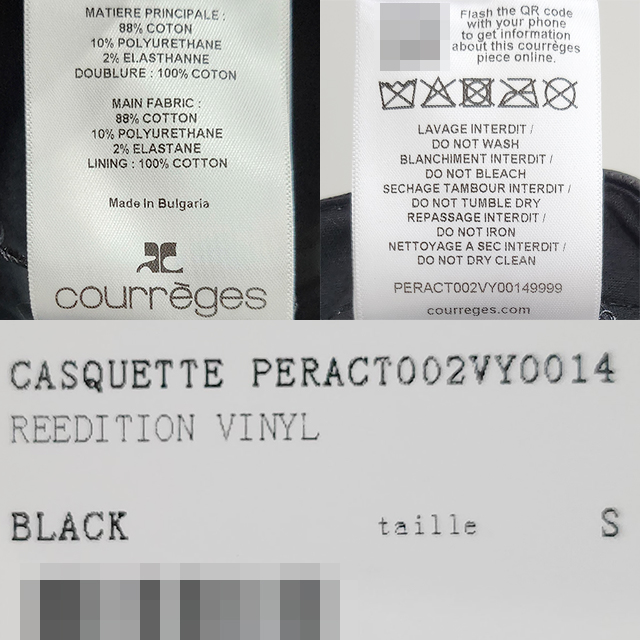 MATIERE PRINCIPALE :
88% COTON
10% POLYURETHANE
2% ELASTHANNE
DOUBLURE : 100% COTON
MAIN FABRIC :
88% COTTON
10% POLYURETHANE
2% ELASTANE
LINING : 100% COTTON
Made in Bulgaria
courrèges
Flash the QR code
with your phone
to get information
about this courrèges
piece online.
LAVAGE INTERDIT /
DO NOT WASH
BLANCHIMENT INTERDIT /
DO NOT BLEACH
SECHAGE TAMBOUR INTERDIT /
DO NOT TUMBLE DRY
REPASSAGE INTERDIT /
DO NOT IRON
NETTOYAGE A SEC INTERDIT /
DO NOT DRY CLEAN
PERACT002VY00149999
courreges.com
CASQUETTE PERACT002VY0014
REEDITION VINYL
BLACK taille S